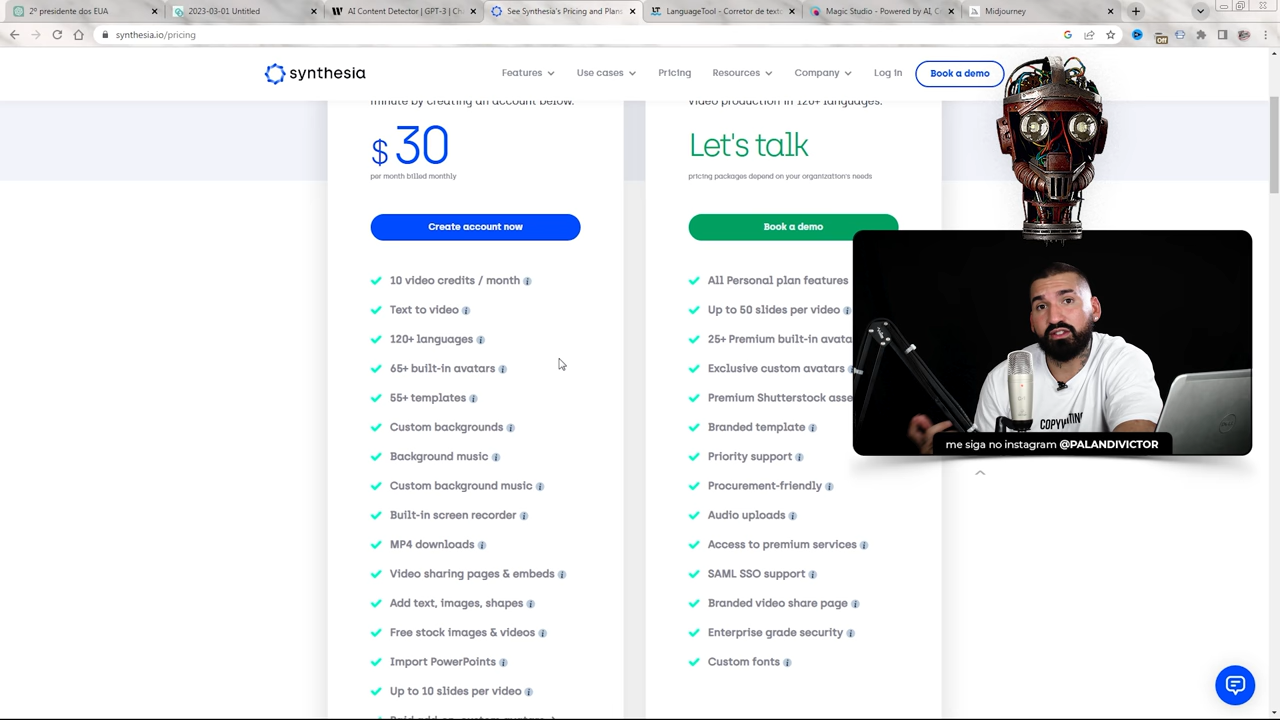 2º presidente dos EUA
2023-03-01 Untitled
AI Content Detector | GPT-3 | Ch
See Synthesia's Pricing and Plans
LanguageTool - Corretor de texto
Magic Studio - Powered by AI, C
Midjourney
synthesia.io/pricing
Off
synthesia
Features
Use cases
Pricing
Resources
Company
Log in
Book a demo
minute by creating an account below.
video production in 120+ languages.
$ 30
Let's talk
per month billed monthly
pricing packages depend on your organization's needs
Create account now
Book a demo
10 video credits / month
Text to video
120+ languages
65+ built-in avatars
55+ templates
Custom backgrounds
Background music
Custom background music
Built-in screen recorder
MP4 downloads
Video sharing pages & embeds
Add text, images, shapes
Free stock images & videos
Import PowerPoints
Up to 10 slides per video
All Personal plan features
Up to 50 slides per video
25+ Premium built-in avata
Exclusive custom avatars
Premium Shutterstock asse
Branded template
Priority support
Procurement-friendly
Audio uploads
Access to premium services
SAML SSO support
Branded video share page
Enterprise grade security
Custom fonts
me siga no instagram @PALANDIVICTOR